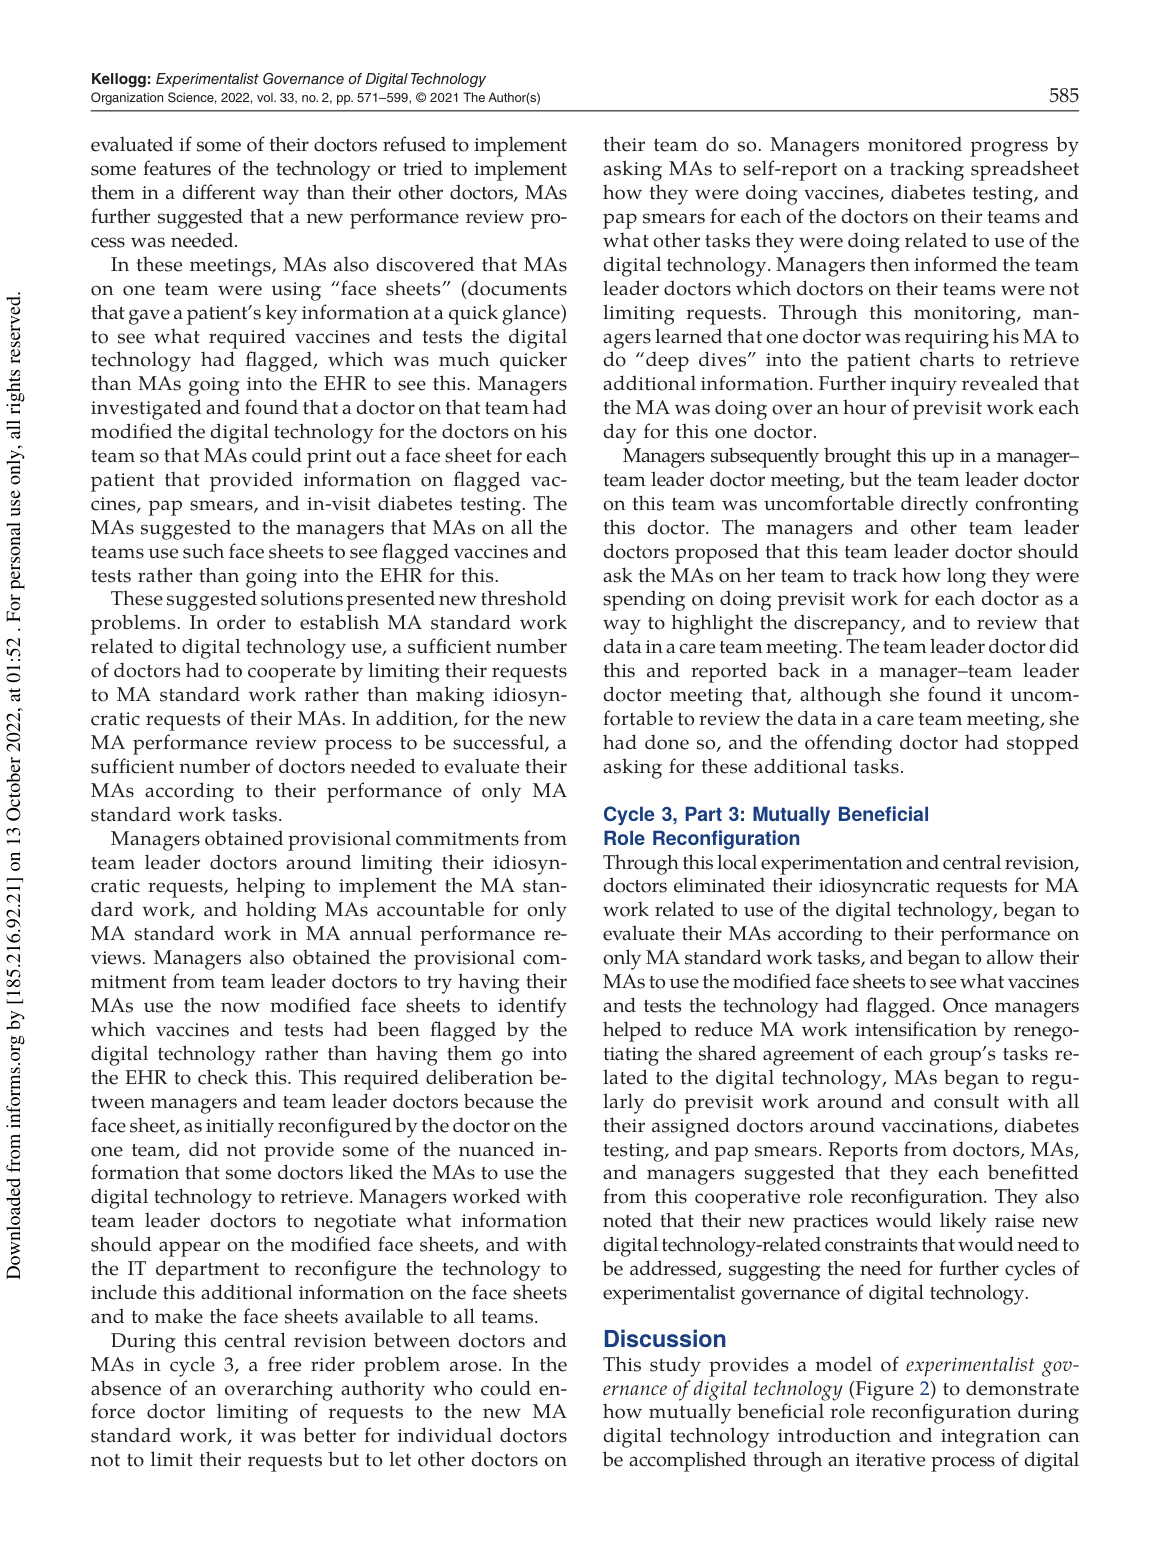 Kellogg: Experimentalist Governance of Digital Technology
Organization Science, 2022, vol. 33, no. 2, pp. 571–599, © 2021 The Author(s)
585
evaluated if some of their doctors refused to implement
some features of the technology or tried to implement
them in a different way than their other doctors, MAs
further suggested that a new performance review pro-
cess was needed.
In these meetings, MAs also discovered that MAs
on one team were using “face sheets” (documents
that gave a patient’s key information at a quick glance)
to see what required vaccines and tests the digital
technology had flagged, which was much quicker
than MAs going into the EHR to see this. Managers
investigated and found that a doctor on that team had
modified the digital technology for the doctors on his
team so that MAs could print out a face sheet for each
patient that provided information on flagged vac-
cines, pap smears, and in-visit diabetes testing. The
MAs suggested to the managers that MAs on all the
teams use such face sheets to see flagged vaccines and
tests rather than going into the EHR for this.
These suggested solutions presented new threshold
problems. In order to establish MA standard work
related to digital technology use, a sufficient number
of doctors had to cooperate by limiting their requests
to MA standard work rather than making idiosyn-
cratic requests of their MAs. In addition, for the new
MA performance review process to be successful, a
sufficient number of doctors needed to evaluate their
MAs according to their performance of only MA
standard work tasks.
Managers obtained provisional commitments from
team leader doctors around limiting their idiosyn-
cratic requests, helping to implement the MA stan-
dard work, and holding MAs accountable for only
MA standard work in MA annual performance re-
views. Managers also obtained the provisional com-
mitment from team leader doctors to try having their
MAs use the now modified face sheets to identify
which vaccines and tests had been flagged by the
digital technology rather than having them go into
the EHR to check this. This required deliberation be-
tween managers and team leader doctors because the
face sheet, as initially reconfigured by the doctor on the
one team, did not provide some of the nuanced in-
formation that some doctors liked the MAs to use the
digital technology to retrieve. Managers worked with
team leader doctors to negotiate what information
should appear on the modified face sheets, and with
the IT department to reconfigure the technology to
include this additional information on the face sheets
and to make the face sheets available to all teams.
During this central revision between doctors and
MAs in cycle 3, a free rider problem arose. In the
absence of an overarching authority who could en-
force doctor limiting of requests to the new MA
standard work, it was better for individual doctors
not to limit their requests but to let other doctors on
their team do so. Managers monitored progress by
asking MAs to self-report on a tracking spreadsheet
how they were doing vaccines, diabetes testing, and
pap smears for each of the doctors on their teams and
what other tasks they were doing related to use of the
digital technology. Managers then informed the team
leader doctors which doctors on their teams were not
limiting requests. Through this monitoring, man-
agers learned that one doctor was requiring his MA to
do “deep dives” into the patient charts to retrieve
additional information. Further inquiry revealed that
the MA was doing over an hour of previsit work each
day for this one doctor.
Managers subsequently brought this up in a manager–
team leader doctor meeting, but the team leader doctor
on this team was uncomfortable directly confronting
this doctor. The managers and other team leader
doctors proposed that this team leader doctor should
ask the MAs on her team to track how long they were
spending on doing previsit work for each doctor as a
way to highlight the discrepancy, and to review that
data in a care team meeting. The team leader doctor did
this and reported back in a manager–team leader
doctor meeting that, although she found it uncom-
fortable to review the data in a care team meeting, she
had done so, and the offending doctor had stopped
asking for these additional tasks.
Cycle 3, Part 3: Mutually Beneficial
Role Reconfiguration
Through this local experimentation and central revision,
doctors eliminated their idiosyncratic requests for MA
work related to use of the digital technology, began to
evaluate their MAs according to their performance on
only MA standard work tasks, and began to allow their
MAs to use the modified face sheets to see what vaccines
and tests the technology had flagged. Once managers
helped to reduce MA work intensification by renego-
tiating the shared agreement of each group’s tasks re-
lated to the digital technology, MAs began to regu-
larly do previsit work around and consult with all
their assigned doctors around vaccinations, diabetes
testing, and pap smears. Reports from doctors, MAs,
and managers suggested that they each benefitted
from this cooperative role reconfiguration. They also
noted that their new practices would likely raise new
digital technology-related constraints that would need to
be addressed, suggesting the need for further cycles of
experimentalist governance of digital technology.
Discussion
This study provides a model of experimentalist gov-
ernance of digital technology (Figure 2) to demonstrate
how mutually beneficial role reconfiguration during
digital technology introduction and integration can
be accomplished through an iterative process of digital
Downloaded from informs.org by [185.216.92.21] on 13 October 2022, at 01:52 . For personal use only, all rights reserved.